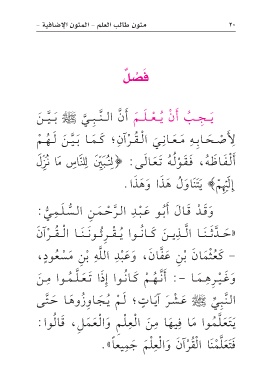 ٢٠
متون طالب العلم - المتون الإضافية -
فَصْلٌ
يَجِبُ أَنْ يُعْلَمَ أَنَّ النَّبِيَّ ﷺ بَيَّنَ
لِأَصْحَابِهِ مَعَانِيَ الْقُرْآنِ؛ كَمَا بَيَّنَ لَهُمْ
أَلْفَاظَهُ، فَقَوْلُهُ تَعَالَى: ﴿لِتُبَيِّنَ لِلنَّاسِ مَا نُزِّلَ
إِلَيْهِمْ﴾ يَتَنَاوَلُ هَذَا وَهَذَا.
وَقَدْ قَالَ أَبُو عَبْدِ الرَّحْمَنِ السُّلَمِيُّ:
«حَدَّثَنَا الَّذِينَ كَانُوا يُقْرِئُونَنَا الْقُرْآنَ
- كَعُثْمَانَ بْنِ عَفَّانَ، وَعَبْدِ اللَّهِ بْنِ مَسْعُودٍ،
وَغَيْرِهِمَا -: أَنَّهُمْ كَانُوا إِذَا تَعَلَّمُوا مِنَ
النَّبِيِّ ﷺ عَشْرَ آيَاتٍ؛ لَمْ يُجَاوِزُوهَا حَتَّى
يَتَعَلَّمُوا مَا فِيهَا مِنَ الْعِلْمِ وَالْعَمَلِ، قَالُوا:
فَتَعَلَّمْنَا الْقُرْآنَ وَالْعِلْمَ جَمِيعاً».